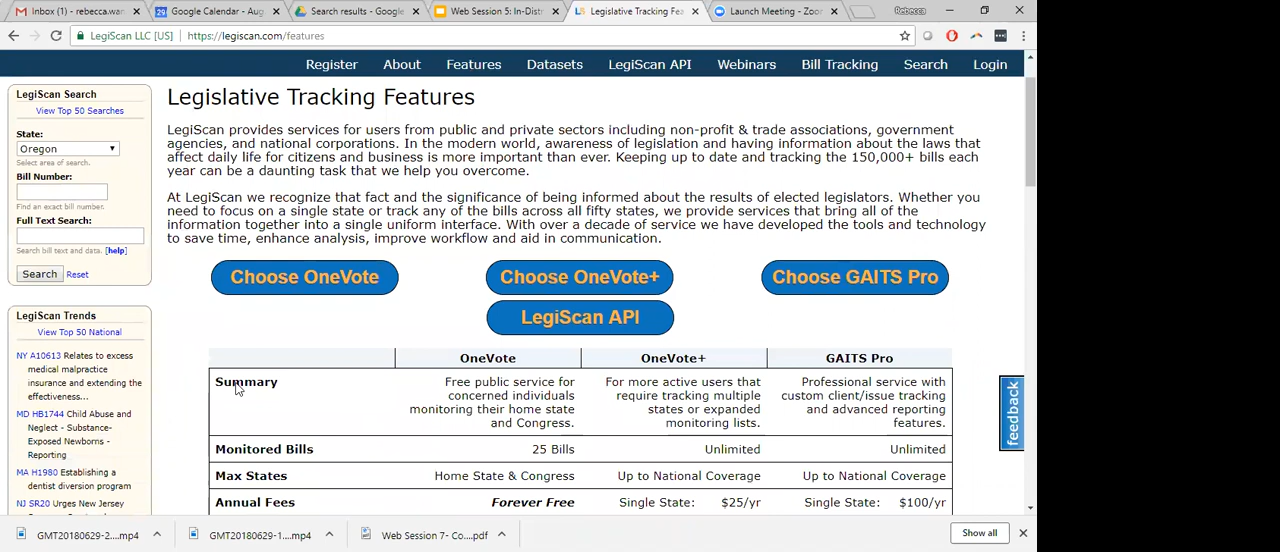 Inbox (1) - rebecca.wan
Google Calendar - Aug
Search results - Google
Web Session 5: In-Distr
Legislative Tracking Fea
Launch Meeting - Zoo
Rebecca
LegiScan LLC [US]
https://legiscan.com/features
Register
About
Features
Datasets
LegiScan API
Webinars
Bill Tracking
Search
Login
LegiScan Search
View Top 50 Searches
State:
Oregon
Select area of search.
Bill Number:
Find an exact bill number.
Full Text Search:
Search bill text and data. [help]
Search Reset
LegiScan Trends
View Top 50 National
NY A10613 Relates to excess
medical malpractice
insurance and extending the
effectiveness...
MD HB1744 Child Abuse and
Neglect - Substance-
Exposed Newborns -
Reporting
MA H1980 Establishing a
dentist diversion program
NJ SR20 Urges New Jersey
Legislative Tracking Features
LegiScan provides services for users from public and private sectors including non-profit & trade associations, government
agencies, and national corporations. In the modern world, awareness of legislation and having information about the laws that
affect daily life for citizens and business is more important than ever. Keeping up to date and tracking the 150,000+ bills each
year can be a daunting task that we help you overcome.
At LegiScan we recognize that fact and the significance of being informed about the results of elected legislators. Whether you
need to focus on a single state or track any of the bills across all fifty states, we provide services that bring all of the
information together into a single uniform interface. With over a decade of service we have developed the tools and technology
to save time, enhance analysis, improve workflow and aid in communication.
Choose OneVote
Choose OneVote+
Choose GAITS Pro
LegiScan API
OneVote
OneVote+
GAITS Pro
Summary
Free public service for
concerned individuals
monitoring their home state
and Congress.
For more active users that
require tracking multiple
states or expanded
monitoring lists.
Professional service with
custom client/issue tracking
and advanced reporting
features.
Monitored Bills
25 Bills
Unlimited
Unlimited
Max States
Home State & Congress
Up to National Coverage
Up to National Coverage
Annual Fees
Forever Free
Single State: $25/yr
Single State: $100/yr
feedback
GMT20180629-2....mp4
GMT20180629-1....mp4
Web Session 7- Co....pdf
Show all